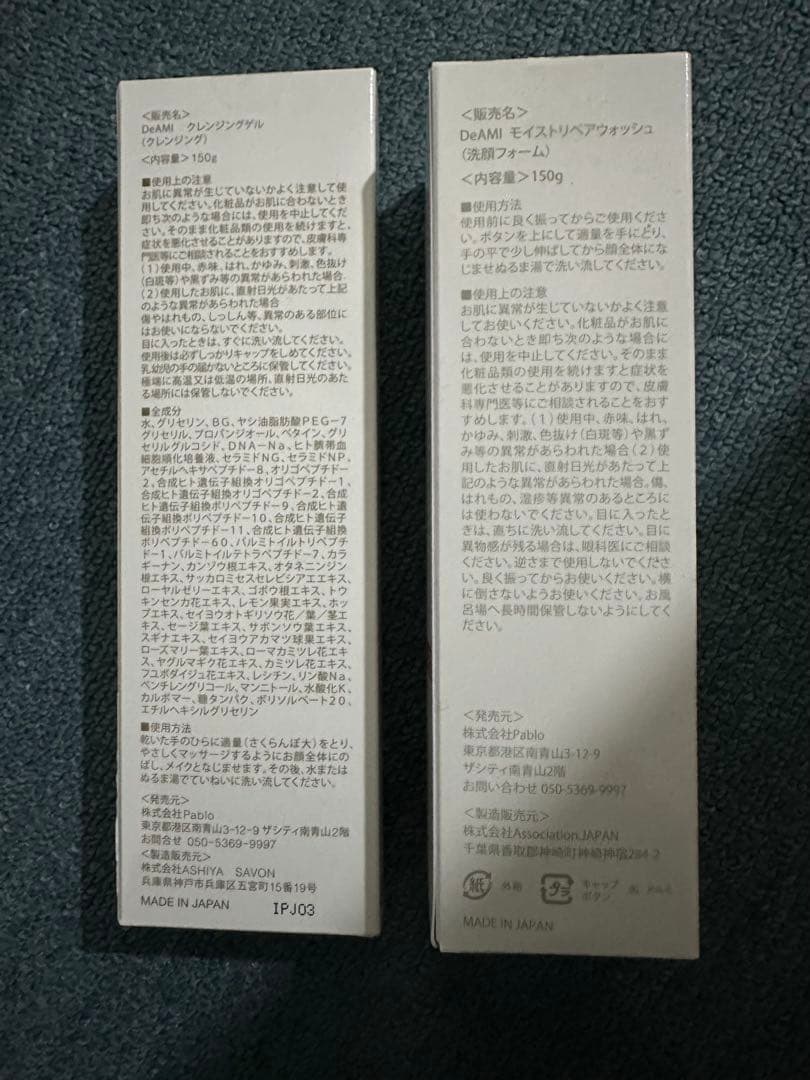 <販売名>
DeAMI クレンジングゲル
(クレンジング)
<内容量>150g
■使用上の注意
お肌に異常が生じていないかよく注意して使
用してください。化粧品がお肌に合わないとき
即ち次のような場合には、使用を中止してくだ
さい。そのまま化粧品類の使用を続けますと、
症状を悪化させることがありますので、皮膚科専
門医等にご相談されることをおすすめします。
(1)使用中、赤味、はれ、かゆみ、刺激、色抜け
(白斑等)や黒ずみ等の異常があらわれた場合
(2)使用したお肌に、直射日光があたって上記
のような異常があらわれた場合
傷やはれもの、しっしん等、異常のある部位に
はお使いにならないでください。
目に入ったときは、すぐに洗い流してください。
使用後は必ずしっかりキャップをしめてください。
乳幼児の手の届かないところに保管してください。
極端に高温又は低温の場所、直射日光のあた
る場所には保管しないでください。
■全成分
水、グリセリン、BG、ヤシ油脂肪酸PEG-7
グリセリル、プロパンジオール、ベタイン、グリ
セリルグルコシド、DNA-Na、ヒト臍帯血
細胞順化培養液、セラミドNG、セラミドNP、
アセチルヘキサペプチド-8、オリゴペプチド-
2、合成ヒト遺伝子組換オリゴペプチド-1、
合成ヒト遺伝子組換オリゴペプチド-2、合成
ヒト遺伝子組換ポリペプチド-9、合成ヒト遺
伝子組換ポリペプチド-10、合成ヒト遺伝子
組換ポリペプチド-11、合成ヒト遺伝子組換
ポリペプチド-60、パルミトイルトリペプチ
ド-1、パルミトイルテトラペプチド-7、カラ
ギーナン、カンゾウ根エキス、オタネニンジン
根エキス、サッカロミセスセレビシアエエキス、
ローヤルゼリーエキス、ゴボウ根エキス、トウ
キンセンカ花エキス、レモン果実エキス、ホッ
プエキス、セイヨウオトギリソウ花/葉/茎エ
キス、セージ葉エキス、サボンソウ葉エキス、
スギナエキス、セイヨウアカマツ球果エキス、
ローズマリー葉エキス、ローマカミツレ花エキ
ス、ヤグルマギク花エキス、カミツレ花エキス、
フユボダイジュ花エキス、レシチン、リン酸Na、
ペンチレングリコール、マンニトール、水酸化K、
カルボマー、糖タンパク、ポリソルベート20、
エチルヘキシルグリセリン
■使用方法
乾いた手のひらに適量(さくらんぼ大)をとり、
やさしくマッサージするようにお顔全体にの
ばし、メイクとなじませます。その後、水または
ぬるま湯でていねいに洗い流してください。
<発売元>
株式会社Pablo
東京都港区南青山3-12-9 ザシティ南青山2階
お問合せ 050-5369-9997
<製造販売元>
株式会社ASHIYA SAVON
兵庫県神戸市兵庫区五宮町15番19号
MADE IN JAPAN IPJ03
<販売名>
DeAMI モイストリペアウォッシュ
(洗顔フォーム)
<内容量>150g
■使用方法
使用前に良く振ってからご使用くださ
い。ボタンを上にして適量を手にとり、
手の平で少し伸ばしてから顔全体にな
じませぬるま湯で洗い流してください。
■使用上の注意
お肌に異常が生じていないかよく注意
してお使いください。化粧品がお肌に
合わないとき即ち次のような場合に
は、使用を中止してください。そのまま
化粧品類の使用を続けますと症状を
悪化させることがありますので、皮膚
科専門医等にご相談されることをおす
すめします。(1)使用中、赤味、はれ、
かゆみ、刺激、色抜け(白斑等)や黒ず
み等の異常があらわれた場合(2)使
用したお肌に、直射日光があたって上
記のような異常があらわれた場合。傷、
はれもの、湿疹等異常のあるところに
は使わないでください。目に入ったと
きは、直ちに洗い流してください。目に
異物感が残る場合は、眼科医にご相談
ください。逆さまで使用しないでくださ
い。良く振ってからお使いください。横
に倒さないようお使いください。お風
呂場へ長時間保管しないようにしてく
ださい。
<発売元>
株式会社Pablo
東京都港区南青山3-12-9
ザシティ南青山2階
お問い合わせ 050-5369-9997
<製造販売元>
株式会社Association.JAPAN
千葉県香取郡神崎町神崎神宿284-2
紙 外箱 プラ キャップ
ボタン
MADE IN JAPAN